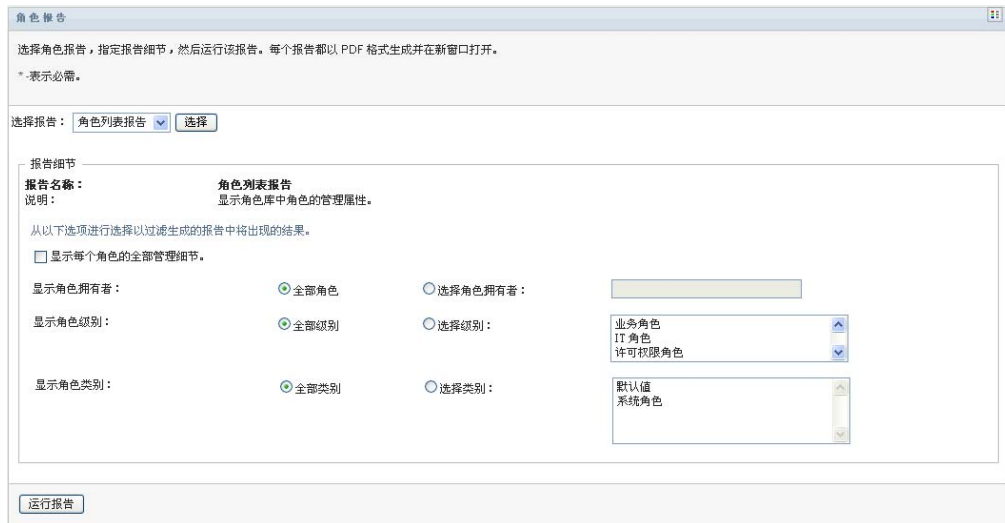 角色报告
选择角色报告，指定报告细节，然后运行该报告。每个报告都以 PDF 格式生成并在新窗口打开。
* -表示必需。
选择报告： 角色列表报告 选择
报告细节
报告名称： 角色列表报告
说明： 显示角色库中角色的管理属性。
从以下选项进行选择以过滤生成的报告中将出现的结果。
显示每个角色的全部管理细节。
显示角色拥有者： 全部角色 选择角色拥有者：
显示角色级别： 全部级别 选择级别： 业务角色
IT 角色
许可权限角色
显示角色类别： 全部类别 选择类别： 默认值
系统角色
运行报告